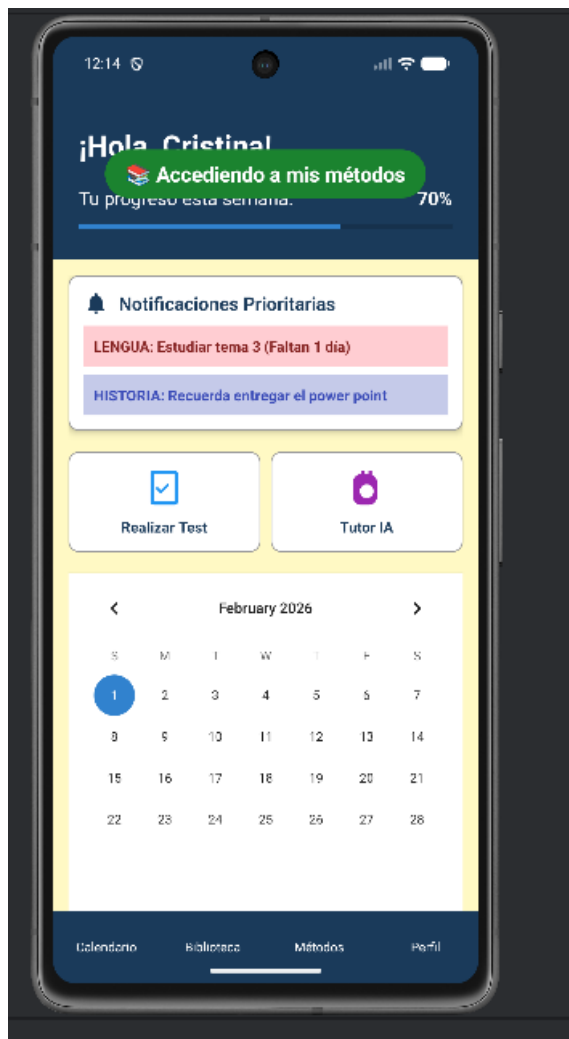 12:14
¡Hola, Cristina!
📚 Accediendo a mis métodos
Tu progreso esta semana: 70%
Notificaciones Prioritarias
LENGUA: Estudiar tema 3 (Faltan 1 día)
HISTORIA: Recuerda entregar el power point
Realizar Test Tutor IA
February 2026
S M T W T F S
1 2 3 4 5 6 7
8 9 10 11 12 13 14
15 16 17 18 19 20 21
22 23 24 25 26 27 28
Calendario Biblioteca Métodos Perfil